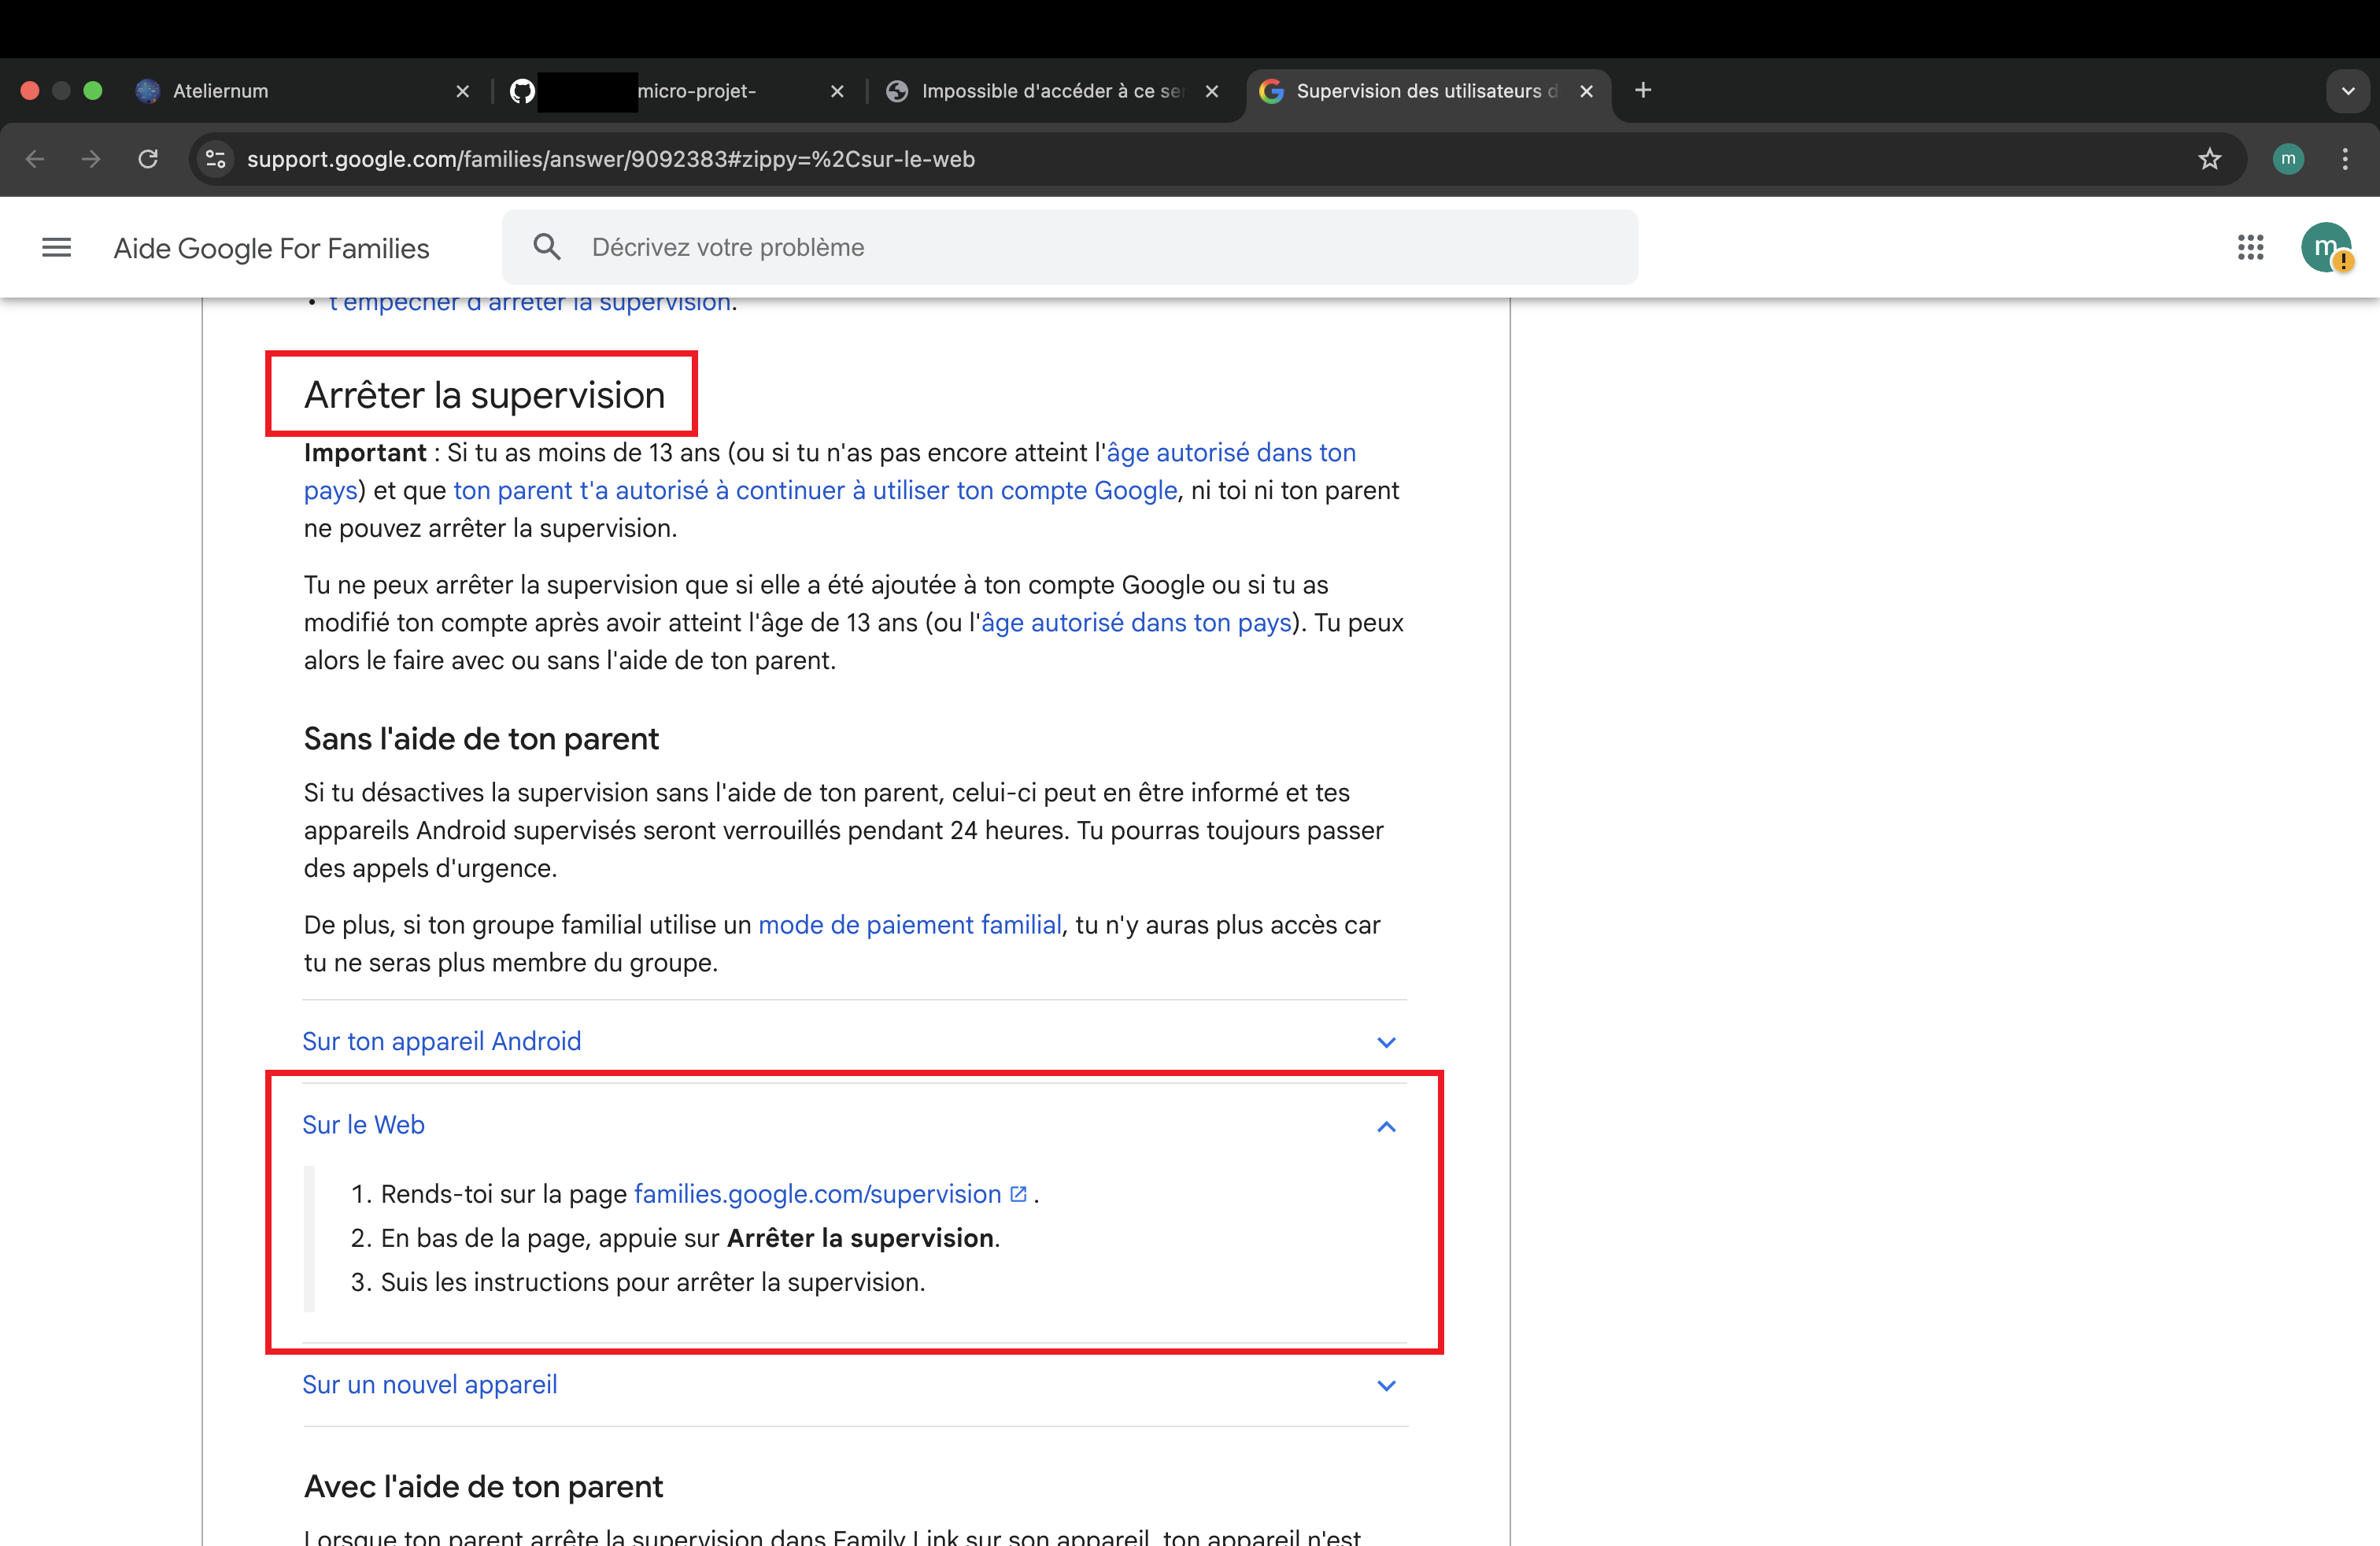 Ateliernum
micro-projet-
Impossible d'accéder à ce ser
Supervision des utilisateurs d
support.google.com/families/answer/9092383#zippy=%2Csur-le-web
m
Aide Google For Families
Décrivez votre problème
m
• t'empêcher d'arrêter la supervision.
Arrêter la supervision
Important : Si tu as moins de 13 ans (ou si tu n'as pas encore atteint l'âge autorisé dans ton
pays) et que ton parent t'a autorisé à continuer à utiliser ton compte Google, ni toi ni ton parent
ne pouvez arrêter la supervision.
Tu ne peux arrêter la supervision que si elle a été ajoutée à ton compte Google ou si tu as
modifié ton compte après avoir atteint l'âge de 13 ans (ou l'âge autorisé dans ton pays). Tu peux
alors le faire avec ou sans l'aide de ton parent.
Sans l'aide de ton parent
Si tu désactives la supervision sans l'aide de ton parent, celui-ci peut en être informé et tes
appareils Android supervisés seront verrouillés pendant 24 heures. Tu pourras toujours passer
des appels d'urgence.
De plus, si ton groupe familial utilise un mode de paiement familial, tu n'y auras plus accès car
tu ne seras plus membre du groupe.
Sur ton appareil Android
Sur le Web
1. Rends-toi sur la page families.google.com/supervision .
2. En bas de la page, appuie sur Arrêter la supervision.
3. Suis les instructions pour arrêter la supervision.
Sur un nouvel appareil
Avec l'aide de ton parent
Lorsque ton parent arrête la supervision dans Family Link sur son appareil, ton appareil n'est